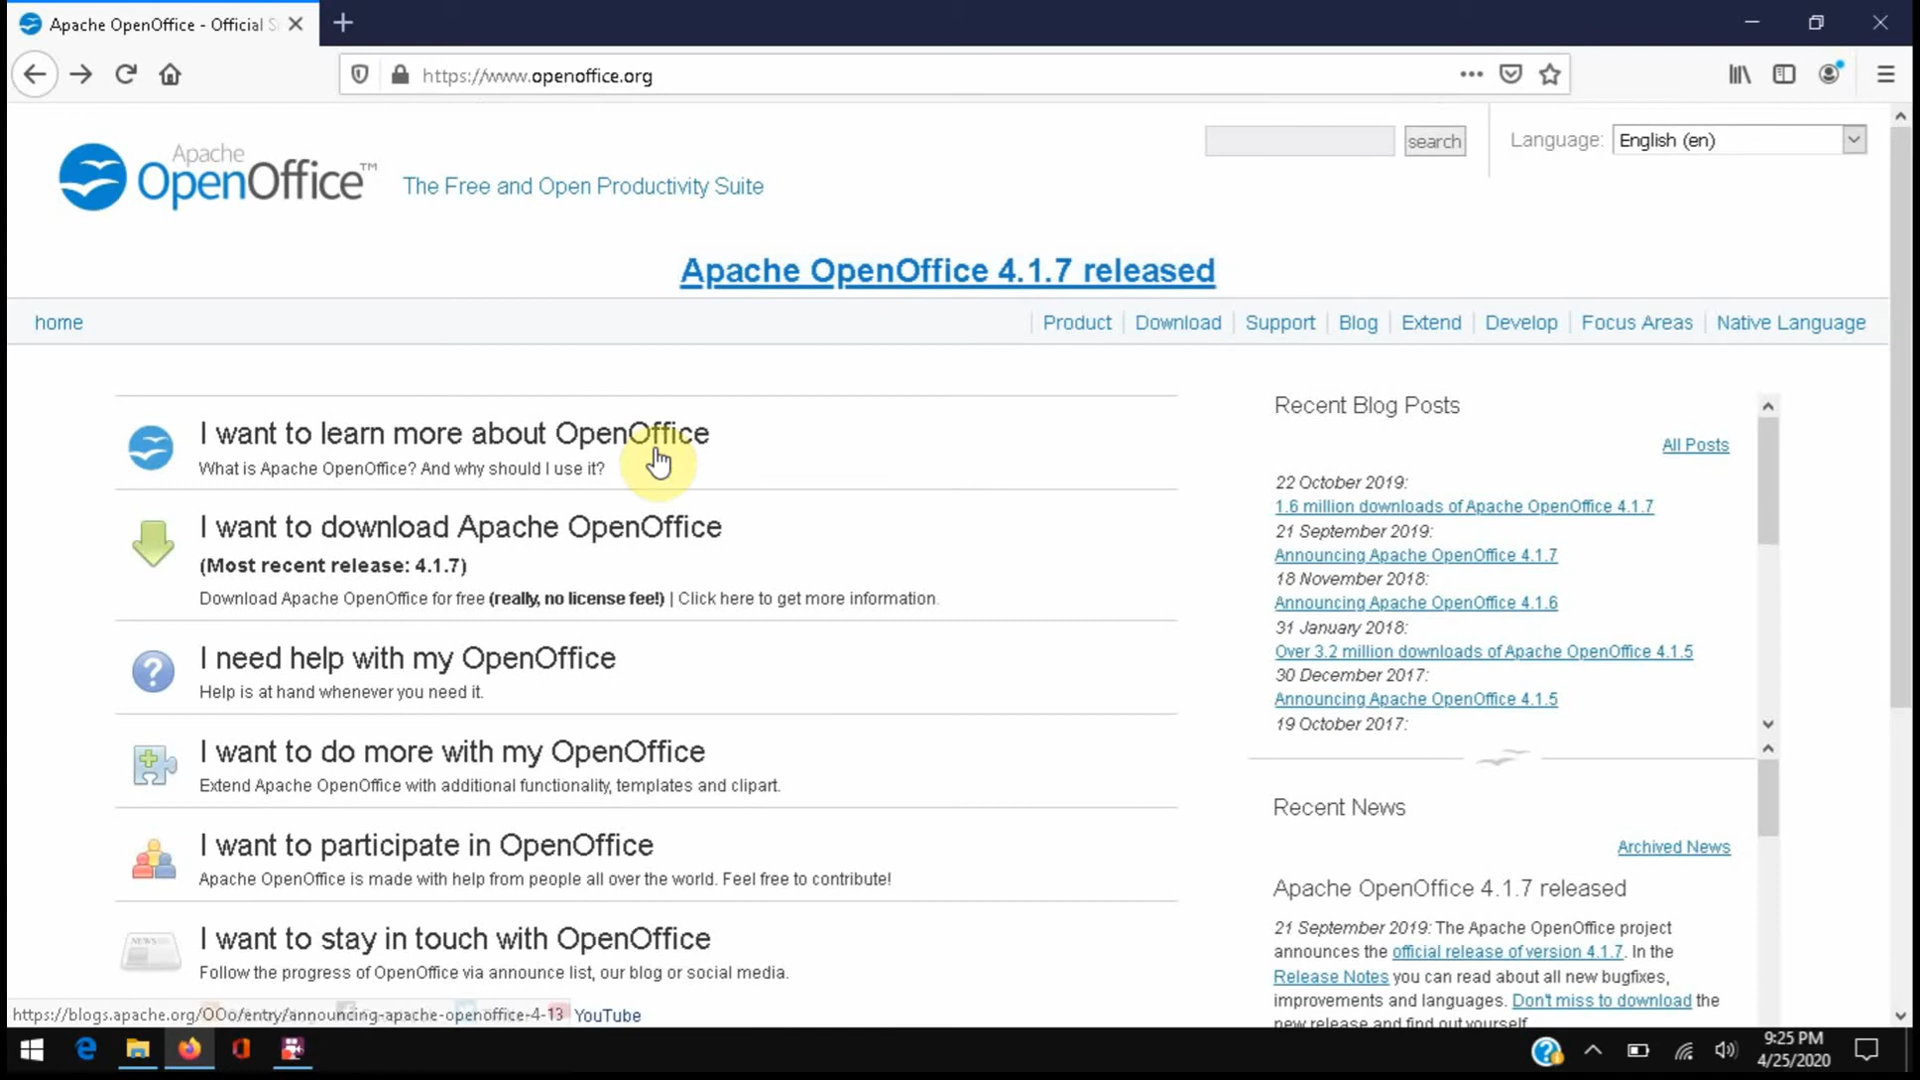 Apache OpenOffice - Official S
https://www.openoffice.org
Apache
OpenOffice™
The Free and Open Productivity Suite
search
Language:
English (en)
Apache OpenOffice 4.1.7 released
home
Product
Download
Support
Blog
Extend
Develop
Focus Areas
Native Language
I want to learn more about OpenOffice
What is Apache OpenOffice? And why should I use it?
I want to download Apache OpenOffice
(Most recent release: 4.1.7)
Download Apache OpenOffice for free (really, no license fee!) | Click here to get more information.
I need help with my OpenOffice
Help is at hand whenever you need it.
I want to do more with my OpenOffice
Extend Apache OpenOffice with additional functionality, templates and clipart.
I want to participate in OpenOffice
Apache OpenOffice is made with help from people all over the world. Feel free to contribute!
NEWS
I want to stay in touch with OpenOffice
Follow the progress of OpenOffice via announce list, our blog or social media.
https://blogs.apache.org/OOo/entry/announcing-apache-openoffice-4-13
YouTube
Recent Blog Posts
All Posts
22 October 2019:
1.6 million downloads of Apache OpenOffice 4.1.7
21 September 2019:
Announcing Apache OpenOffice 4.1.7
18 November 2018:
Announcing Apache OpenOffice 4.1.6
31 January 2018:
Over 3.2 million downloads of Apache OpenOffice 4.1.5
30 December 2017:
Announcing Apache OpenOffice 4.1.5
19 October 2017:
Recent News
Archived News
Apache OpenOffice 4.1.7 released
21 September 2019: The Apache OpenOffice project
announces the official release of version 4.1.7. In the
Release Notes you can read about all new bugfixes,
improvements and languages. Don't miss to download the
new release and find out yourself.
9:25 PM
4/25/2020